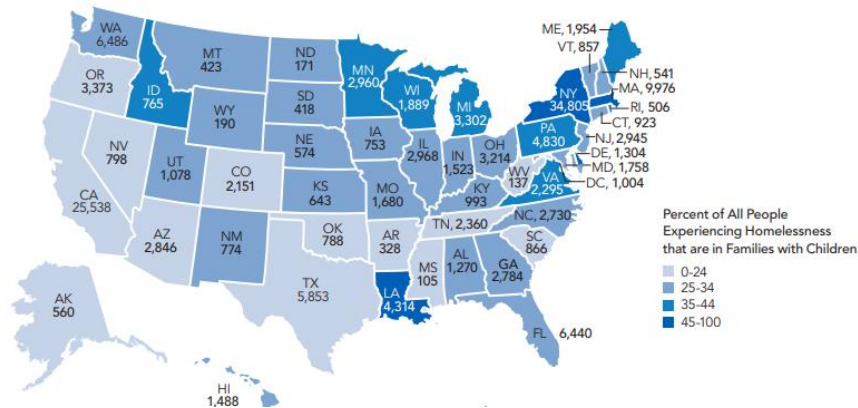 WA
6,486
OR
3,373
ID
765
MT
423
ND
171
MN
2,960
WI
1,889
MI
3,302
ME, 1,954
VT, 857
NH, 541
MA, 9,976
RI, 506
CT, 923
NY
34,805
PA
4,830
NJ, 2,945
DE, 1,304
MD, 1,758
DC, 1,004
WY
190
SD
418
NE
574
IA
753
IL
2,968
IN
1,523
OH
3,214
WV
137
VA
2,295
NV
798
UT
1,078
CO
2,151
KS
643
MO
1,680
KY
993
CA
25,538
AZ
2,846
NM
774
OK
788
AR
328
TN, 2,360
NC, 2,730
SC
866
MS
105
AL
1,270
GA
2,784
TX
5,853
LA
4,314
FL 6,440
AK
560
HI
1,488
Percent of All People
Experiencing Homelessness
that are in Families with Children
0-24
25-34
35-44
45-100